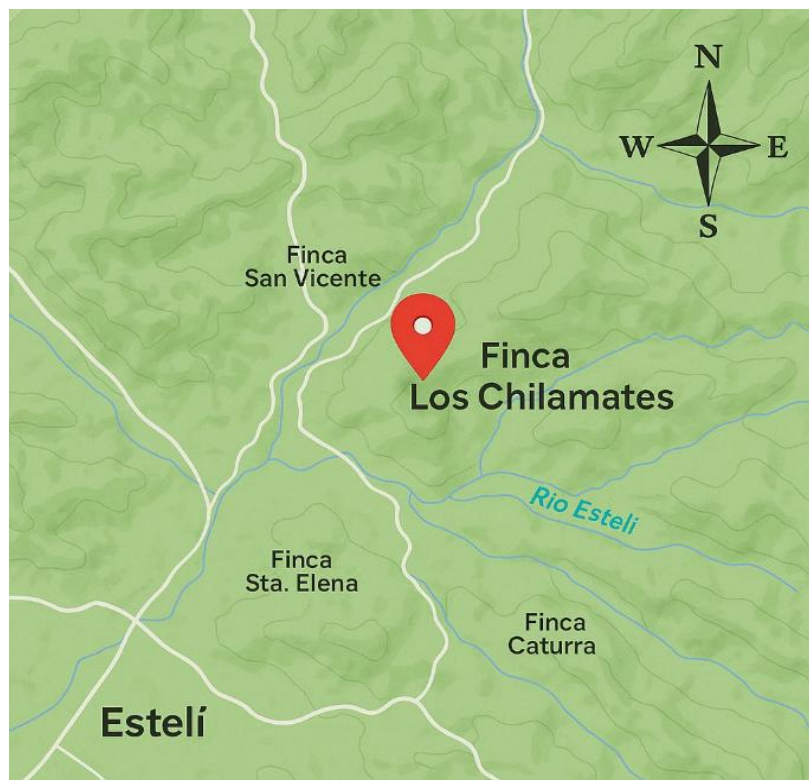 N
W E
S
Finca
San Vicente
Finca
Los Chilamates
Rio Esteli
Finca
Sta. Elena
Finca
Caturra
Estelí